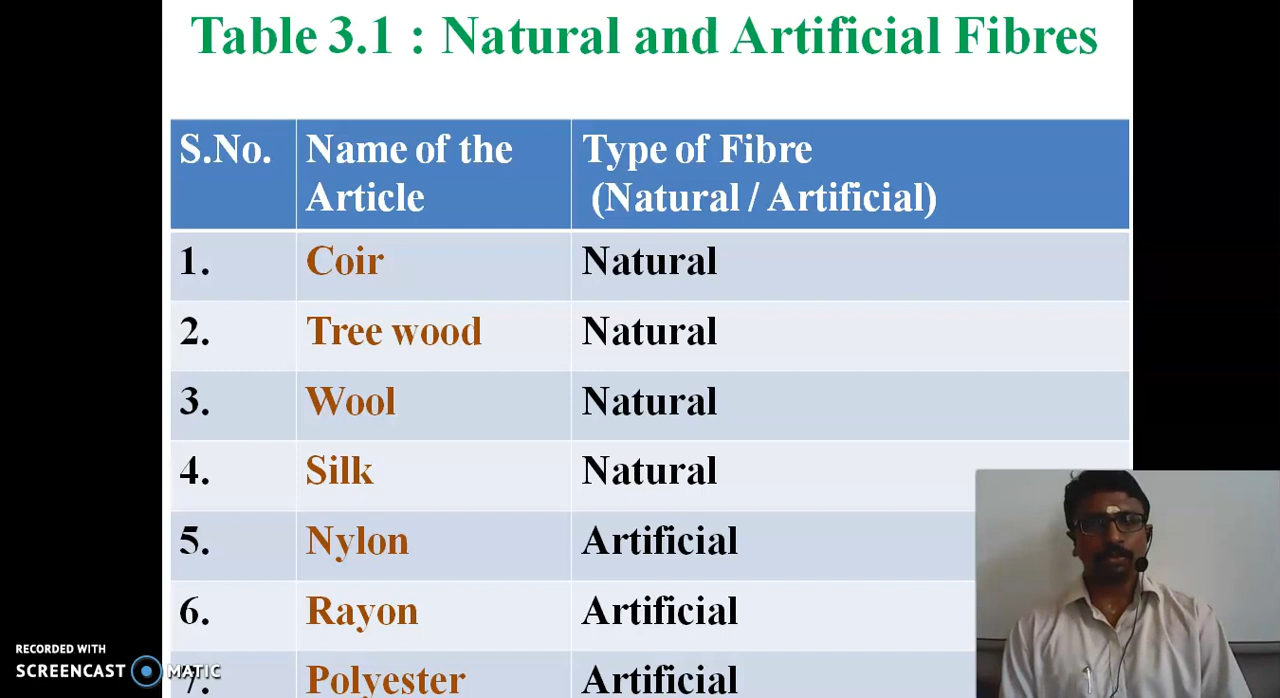 Table 3.1 : Natural and Artificial Fibres
S.No. Name of the Article Type of Fibre (Natural / Artificial)
1. Coir Natural
2. Tree wood Natural
3. Wool Natural
4. Silk Natural
5. Nylon Artificial
6. Rayon Artificial
7. Polyester Artificial
RECORDED WITH
SCREENCAST MATIC